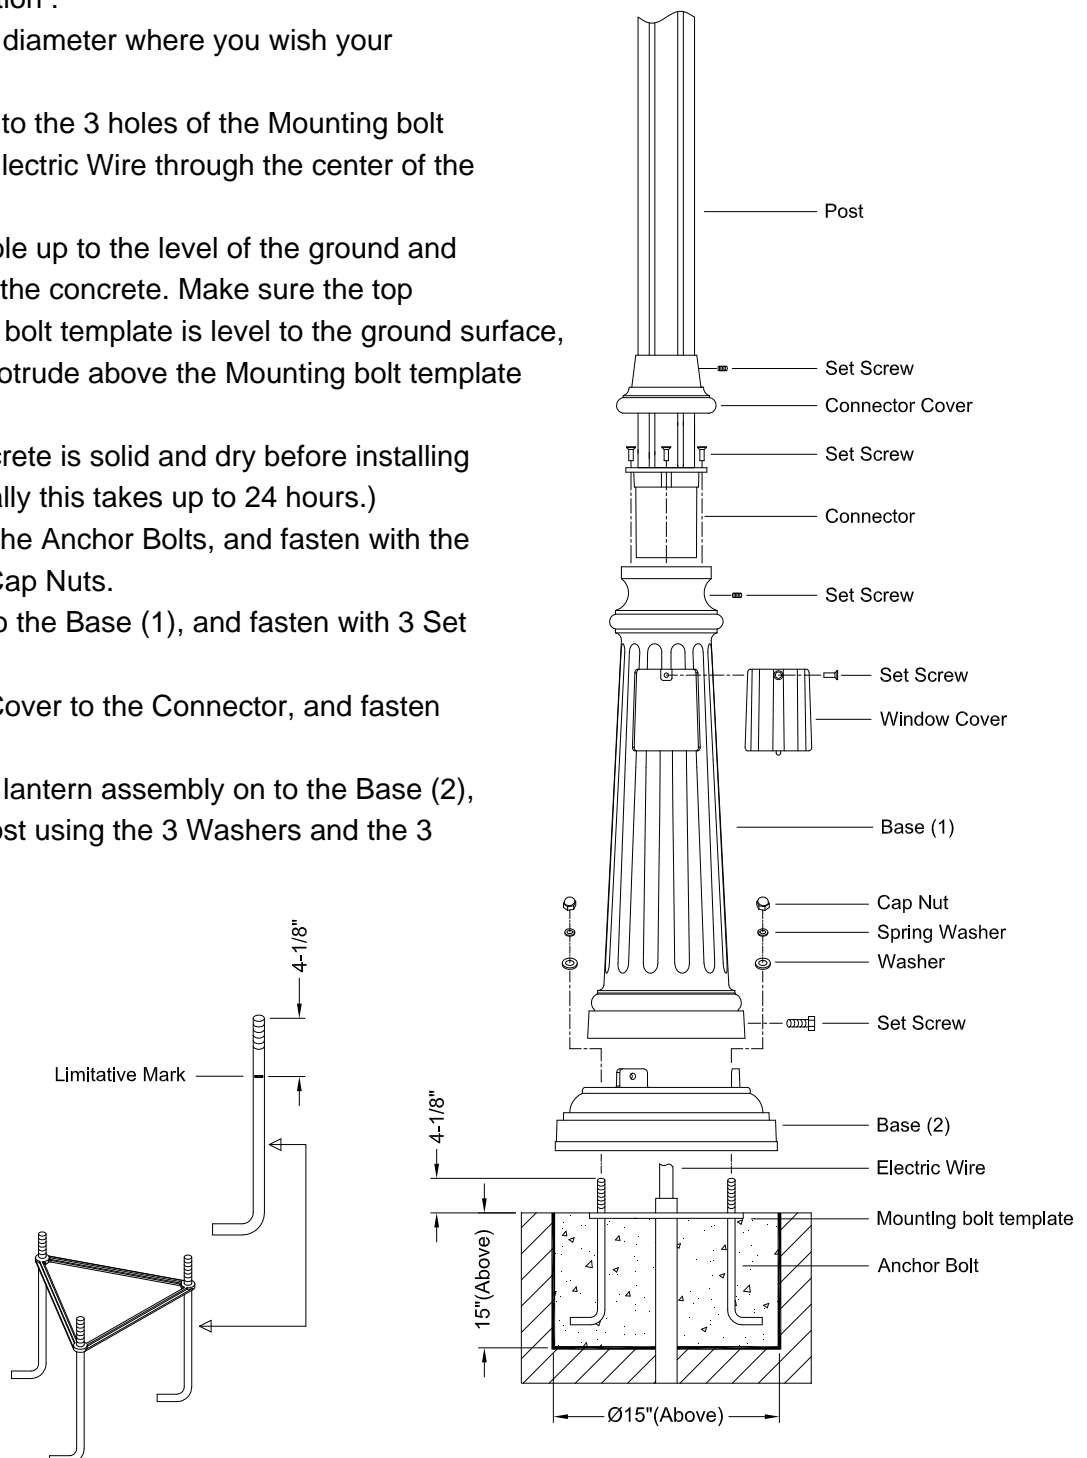 diameter where you wish your
to the 3 holes of the Mounting bolt
lectric Wire through the center of the
ole up to the level of the ground and
the concrete. Make sure the top
bolt template is level to the ground surface,
otrude above the Mounting bolt template
crete is solid and dry before installing
ally this takes up to 24 hours.)
he Anchor Bolts, and fasten with the
Cap Nuts.
o the Base (1), and fasten with 3 Set
Cover to the Connector, and fasten
lantern assembly on to the Base (2),
ost using the 3 Washers and the 3
Post
Set Screw
Connector Cover
Set Screw
Connector
Set Screw
Set Screw
Window Cover
Base (1)
Cap Nut
Spring Washer
Washer
Set Screw
Base (2)
Electric Wire
Mounting bolt template
Anchor Bolt
4-1/8"
Limitative Mark
4-1/8"
15"(Above)
Ø15"(Above)